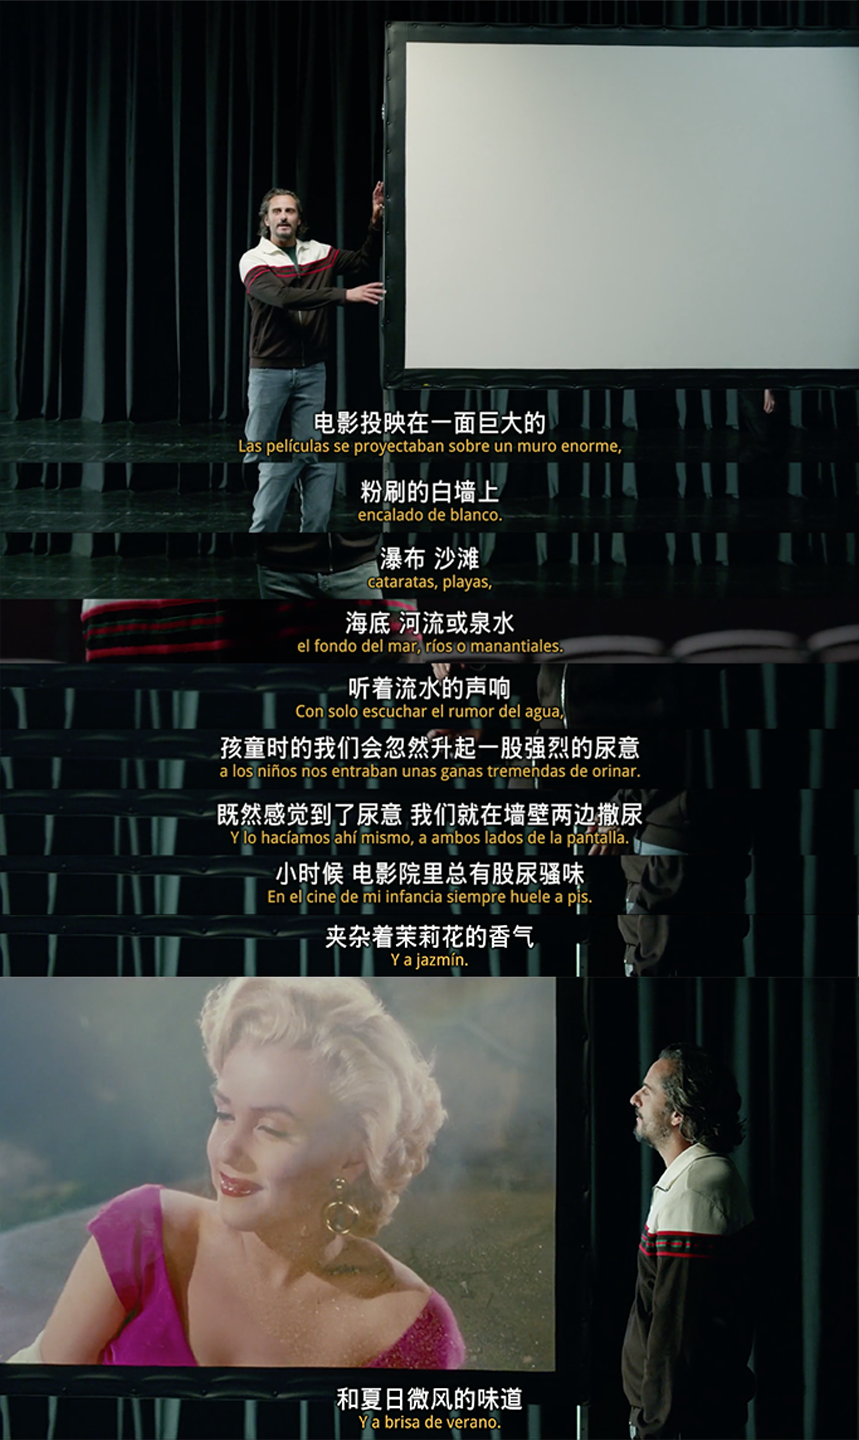 电影投映在一面巨大的
Las películas se proyectaban sobre un muro enorme,
粉刷的白墙上
encalado de blanco.
瀑布 沙滩
cataratas, playas,
海底 河流或泉水
el fondo del mar, ríos o manantiales.
听着流水的声响
Con solo escuchar el rumor del agua,
孩童时的我们会忽然升起一股强烈的尿意
a los niños nos entraban unas ganas tremendas de orinar.
既然感觉到了尿意 我们就在墙壁两边撒尿
Y lo hacíamos ahí mismo, a ambos lados de la pantalla.
小时候 电影院里总有股尿骚味
En el cine de mi infancia siempre huele a pis.
夹杂着茉莉花的香气
Y a jazmín.
和夏日微风的味道
Y a brisa de verano.